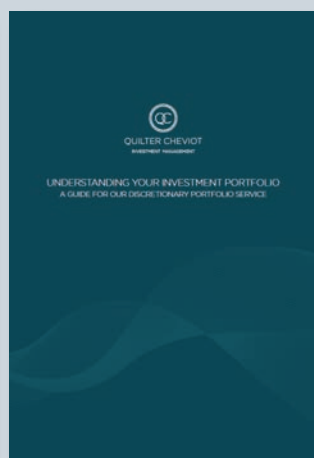 QC
QUILTER CHEVIOT
INVESTMENT MANAGEMENT
UNDERSTANDING YOUR INVESTMENT PORTFOLIO
A GUIDE FOR OUR DISCRETIONARY PORTFOLIO SERVICE